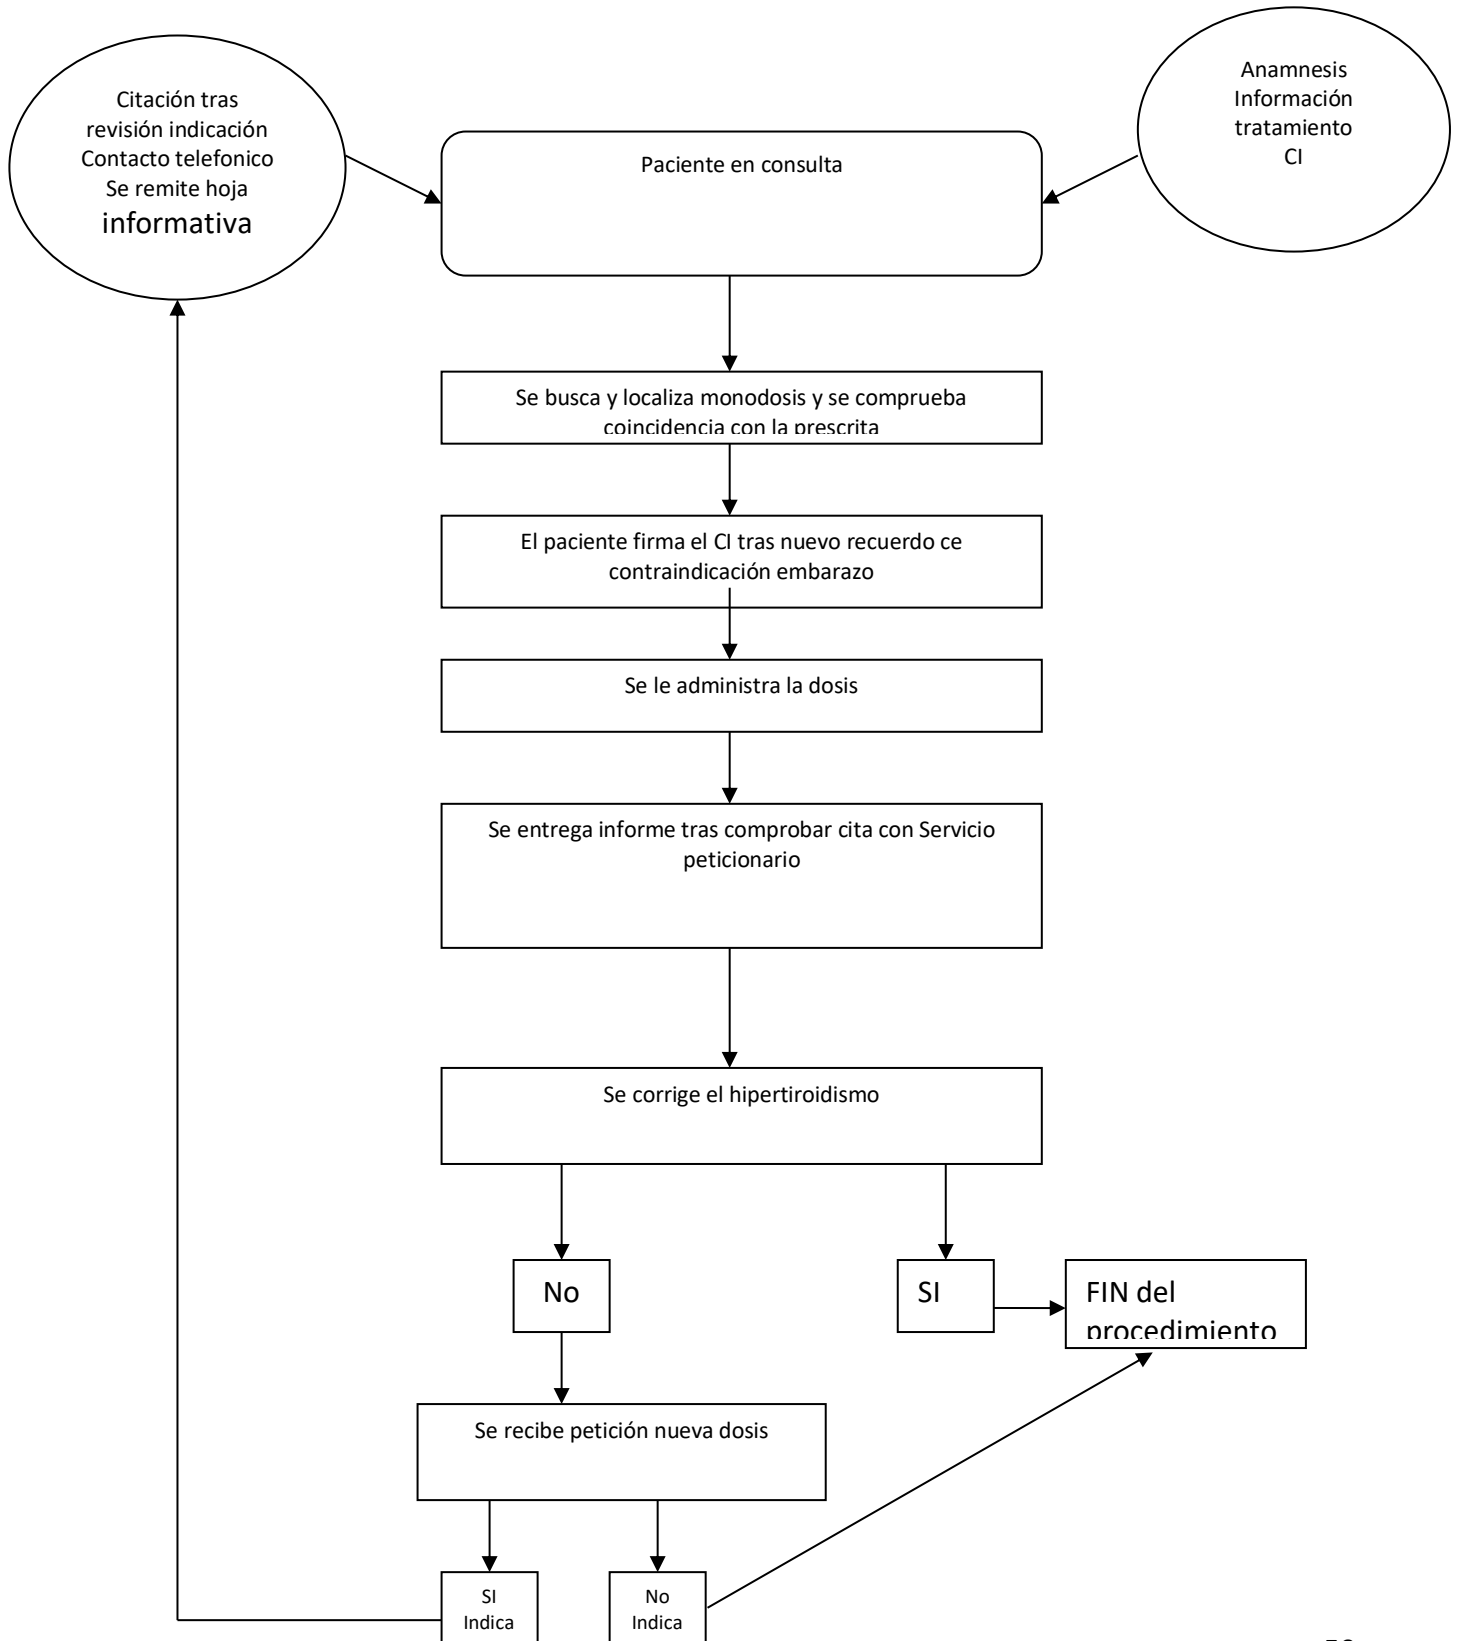 Citación tras
revisión indicación
Contacto telefonico
Se remite hoja
informativa
Anamnesis
Información
tratamiento
CI
Paciente en consulta
Se busca y localiza monodosis y se comprueba
coincidencia con la prescrita
El paciente firma el CI tras nuevo recuerdo ce
contraindicación embarazo
Se le administra la dosis
Se entrega informe tras comprobar cita con Servicio
peticionario
Se corrige el hipertiroidismo
No
SI
FIN del
procedimiento
Se recibe petición nueva dosis
SI
Indica
No
Indica